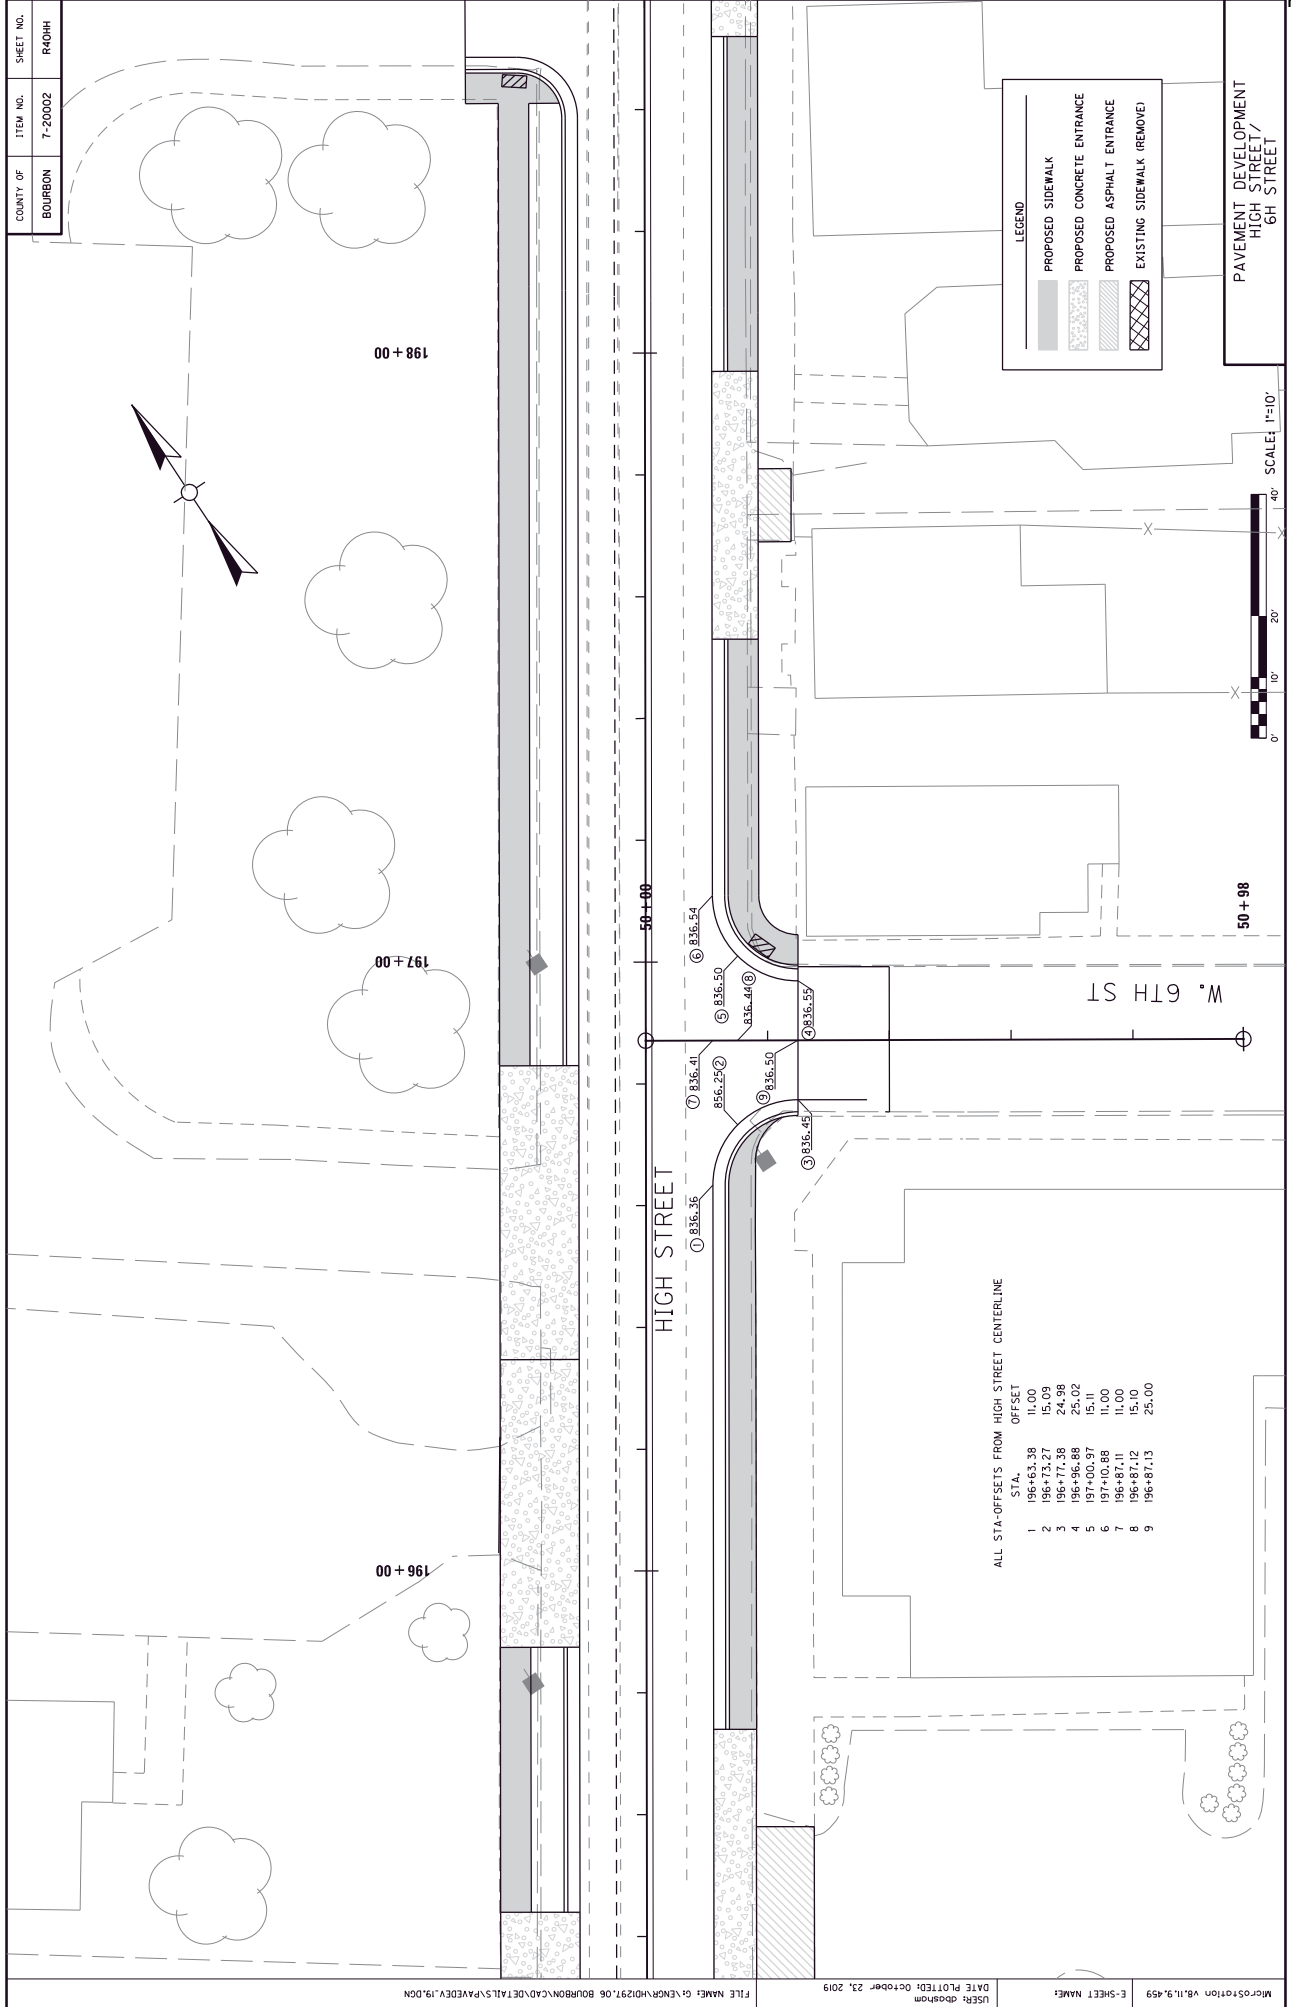 COUNTY OF
ITEM NO.
SHEET NO.
BOURBON
7-20002
R40HH
198+00
197+00
196+00
50+00
50+98
HIGH STREET
W. 6TH ST
① 836.36
856.25 ②
③ 836.45
④ 836.55
⑤ 836.50
⑥ 836.54
⑦ 836.41
836.44 ⑧
⑨ 836.50
LEGEND
PROPOSED SIDEWALK
PROPOSED CONCRETE ENTRANCE
PROPOSED ASPHALT ENTRANCE
EXISTING SIDEWALK (REMOVE)
ALL STA-OFFSETS FROM HIGH STREET CENTERLINE
STA. OFFSET
1 196+63.38 11.00
2 196+73.27 15.09
3 196+77.38 24.98
4 196+96.88 25.02
5 197+00.97 15.11
6 197+10.88 11.00
7 196+87.11 11.00
8 196+87.12 15.10
9 196+87.13 25.00
0' 10' 20' 40'
SCALE: 1"=10'
PAVEMENT DEVELOPMENT
HIGH STREET/
6H STREET
FILE NAME: G:\ENGR\HD1297.06 BOURBON\CAD\DETAILS\PAVEDEV_19.DGN
USER: dbasham
DATE PLOTTED: October 23, 2019
E-SHEET NAME:
MicroStation v8.11.9.459